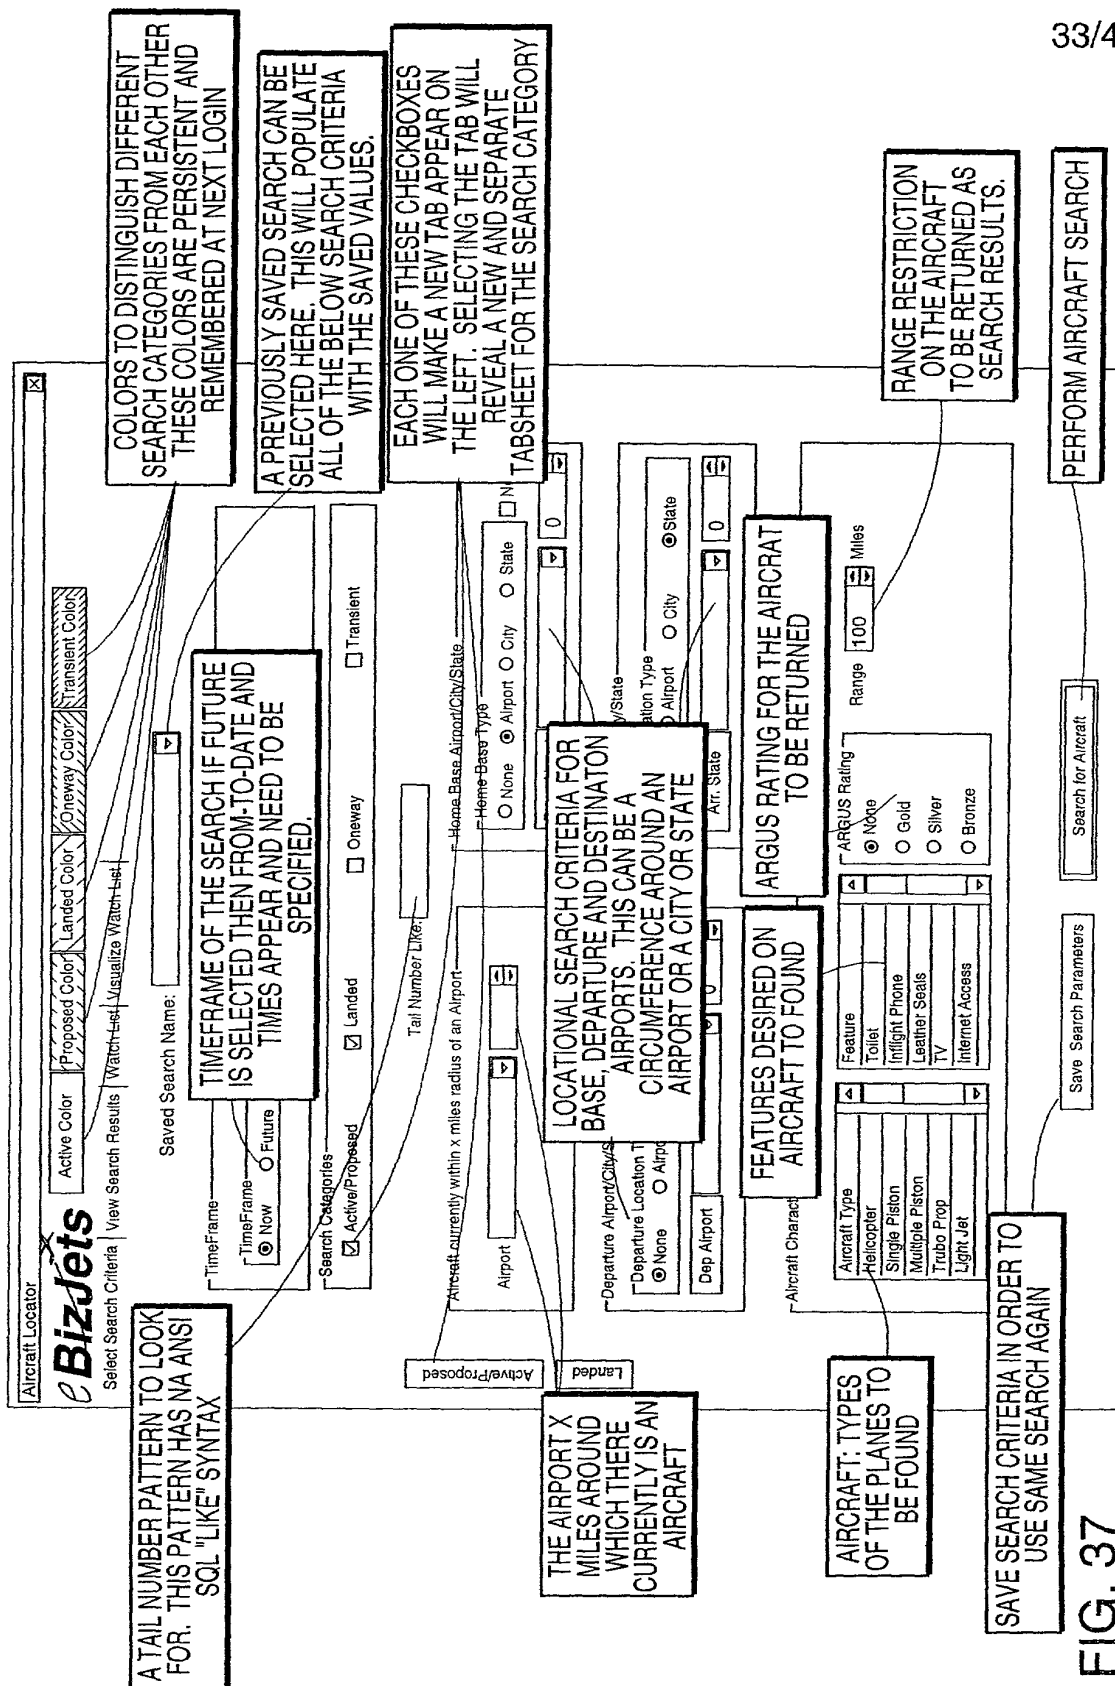 33/4
Aircraft Locator
eBizJets
Active Color
Proposed Color
Landed Color
Oneway Color
Transient Color
Select Search Criteria
View Search Results
Watch List
Visualize Watch List
Saved Search Name:
COLORS TO DISTINGUISH DIFFERENT
SEARCH CATEGORIES FROM EACH OTHER
THESE COLORS ARE PERSISTENT AND
REMEMBERED AT NEXT LOGIN
A PREVIOUSLY SAVED SEARCH CAN BE
SELECTED HERE. THIS WILL POPULATE
ALL OF THE BELOW SEARCH CRITERIA
WITH THE SAVED VALUES.
A TAIL NUMBER PATTERN TO LOOK
FOR. THIS PATTERN HAS NA ANSI
SQL "LIKE" SYNTAX
TimeFrame
TimeFrame
Now
Future
TIMEFRAME OF THE SEARCH IF FUTURE
IS SELECTED THEN FROM-TO-DATE AND
TIMES APPEAR AND NEED TO BE
SPECIFIED.
EACH ONE OF THESE CHECKBOXES
WILL MAKE A NEW TAB APPEAR ON
THE LEFT. SELECTING THE TAB WILL
REVEAL A NEW AND SEPARATE
TABSHEET FOR THE SEARCH CATEGORY
Search Categories
Active/Proposed
Landed
Oneway
Transient
Tail Number Like:
Active/Proposed
Landed
Aircraft currently within x miles radius of an Airport
Airport
Home Base Airport/City/State
Home Base Type
None
Airport
City
State
0
THE AIRPORT X
MILES AROUND
WHICH THERE
CURRENTLY IS AN
AIRCRAFT
LOCATIONAL SEARCH CRITERIA FOR
BASE, DEPARTURE AND DESTINATON
AIRPORTS. THIS CAN BE A
CIRCUMFERENCE AROUND AN
AIRPORT OR A CITY OR STATE
Departure Airport/City/S
Departure Location T
None
Airpo
Dep Airport
0
y/State
ation Type
Airport
City
State
Arr. State
0
FEATURES DESIRED ON
AIRCRAFT TO FOUND
ARGUS RATING FOR THE AIRCRAT
TO BE RETURNED
Aircraft Charact
Aircraft Type
Helicopter
Single Piston
Multiple Piston
Trubo Prop
Light Jet
Feature
Toilet
Inflight Phone
Leather Seats
TV
Internet Access
ARGUS Rating
None
Gold
Silver
Bronze
Range
100
Miles
RANGE RESTRICTION
ON THE AIRCRAFT
TO BE RETURNED AS
SEARCH RESULTS.
AIRCRAFT: TYPES
OF THE PLANES TO
BE FOUND
SAVE SEARCH CRITERIA IN ORDER TO
USE SAME SEARCH AGAIN
Save Search Parameters
Search for Aircraft
PERFORM AIRCRAFT SEARCH
FIG. 37